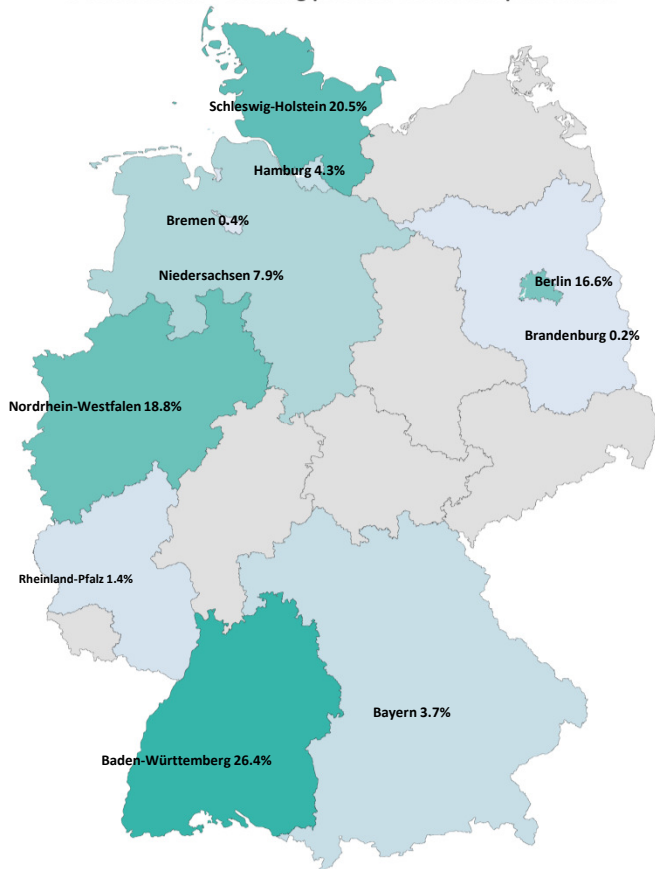 Schleswig-Holstein 20.5%
Hamburg 4.3%
Bremen 0.4%
Niedersachsen 7.9%
Berlin 16.6%
Brandenburg 0.2%
Nordrhein-Westfalen 18.8%
Rheinland-Pfalz 1.4%
Bayern 3.7%
Baden-Württemberg 26.4%